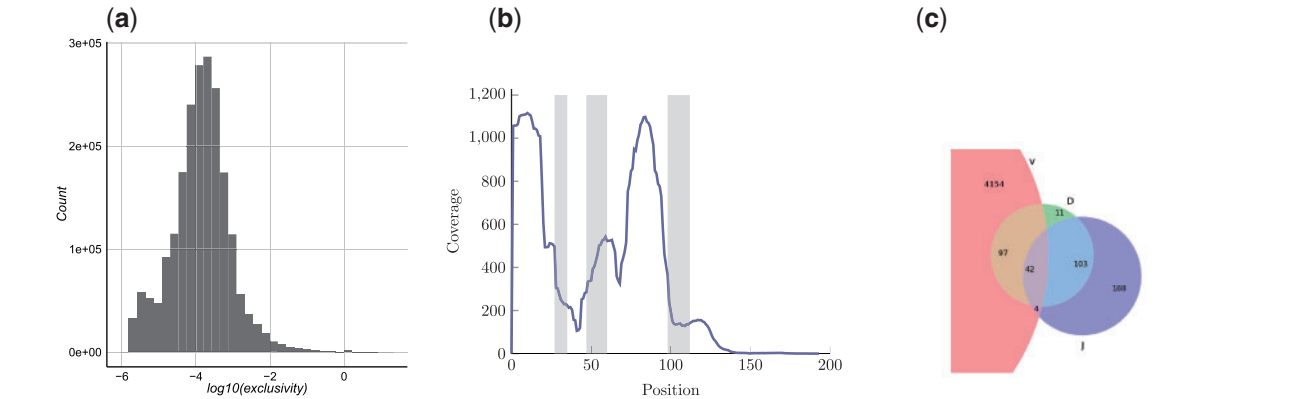 (a)
3e+05
2e+05
1e+05
0e+00
Count
−6
−4
−2
0
log10(exclusivity)
(b)
1,200
1,000
800
600
400
200
0
Coverage
0
50
100
150
200
Position
(c)
V
4154
D
11
97
42
103
188
4
J